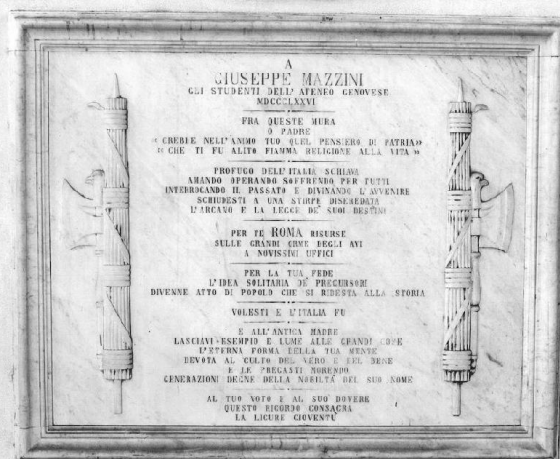 A
GIUSEPPE MAZZINI
GLI STUDENTI DELL'ATENEO GENOVESE
MDCCCLXXVI
FRA QUESTE MURA
O PADRE
« CREBBE NELL'ANIMO TUO QUEL PENSIERO DI PATRIA»
« CHE TI FU ALITO FIAMMA RELIGIONE ALLA VITA »
PROFUGO DELL'ITALIA SCHIAVA
AMANDO OPERANDO SOFFRENDO PER TUTTI
INTERROGANDO IL PASSATO E DIVINANDO L'AVVENIRE
SCHIUDESTI A UNA STIRPE DISEREDATA
L'ARCANO E LA LEGGE DE' SUOI DESTINI
PER TE ROMA RISURSE
SULLE GRANDI ORME DEGLI AVI
A NOVISSIMI UFFICI
PER LA TUA FEDE
L'IDEA SOLITARIA DE' PRECURSORI
DIVENNE ATTO DI POPOLO CHE SI RIDESTA ALLA STORIA
VOLESTI E L'ITALIA FU
E ALL'ANTICA MADRE
LASCIAVI ESEMPIO E LUME ALLE GRANDI COSE
L'ETERNA FORMA DELLA TUA MENTE
DEVOTA AL CULTO DEL VERO E DEL BENE
E LE PREGASTI MORENDO
GENERAZIONI DEGNE DELLA NOBILTÀ DEL SUO NOME
AL TUO VOTO E AL SUO DOVERE
QUESTO RICORDO CONSACRA
LA LIGURE GIOVENTÙ